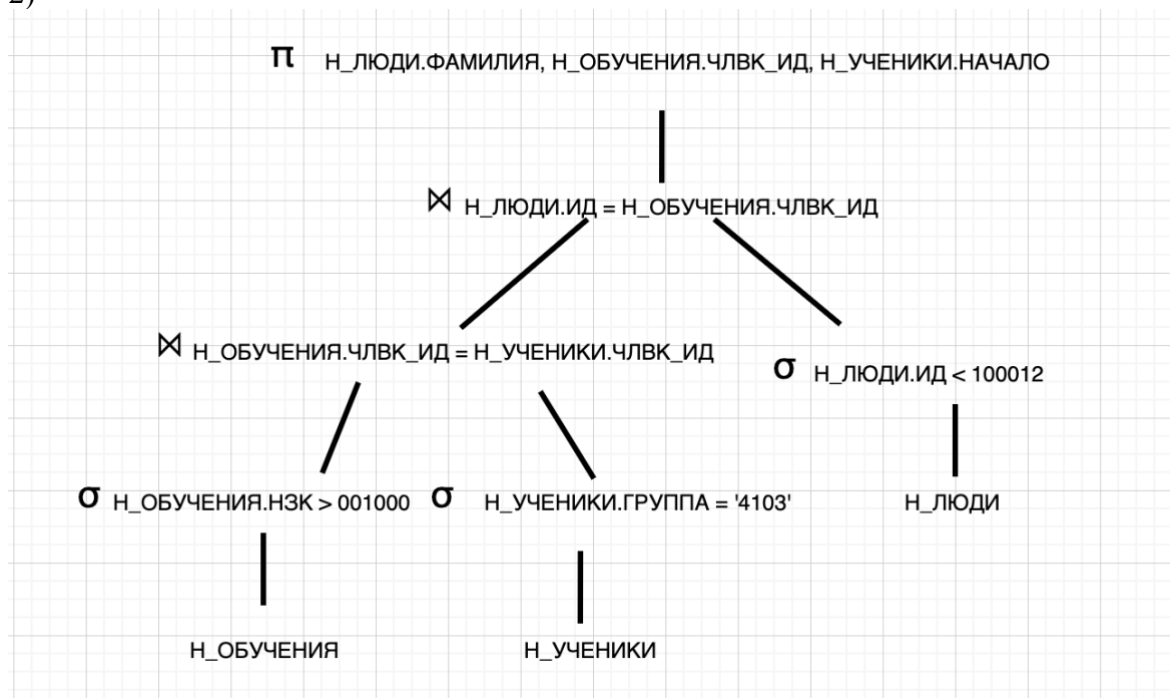 2)
π Н_ЛЮДИ.ФАМИЛИЯ, Н_ОБУЧЕНИЯ.ЧЛВК_ИД, Н_УЧЕНИКИ.НАЧАЛО
⋈ Н_ЛЮДИ.ИД = Н_ОБУЧЕНИЯ.ЧЛВК_ИД
⋈ Н_ОБУЧЕНИЯ.ЧЛВК_ИД = Н_УЧЕНИКИ.ЧЛВК_ИД
σ Н_ЛЮДИ.ИД < 100012
σ Н_ОБУЧЕНИЯ.НЗК > 001000
σ Н_УЧЕНИКИ.ГРУППА = '4103'
Н_ЛЮДИ
Н_ОБУЧЕНИЯ
Н_УЧЕНИКИ